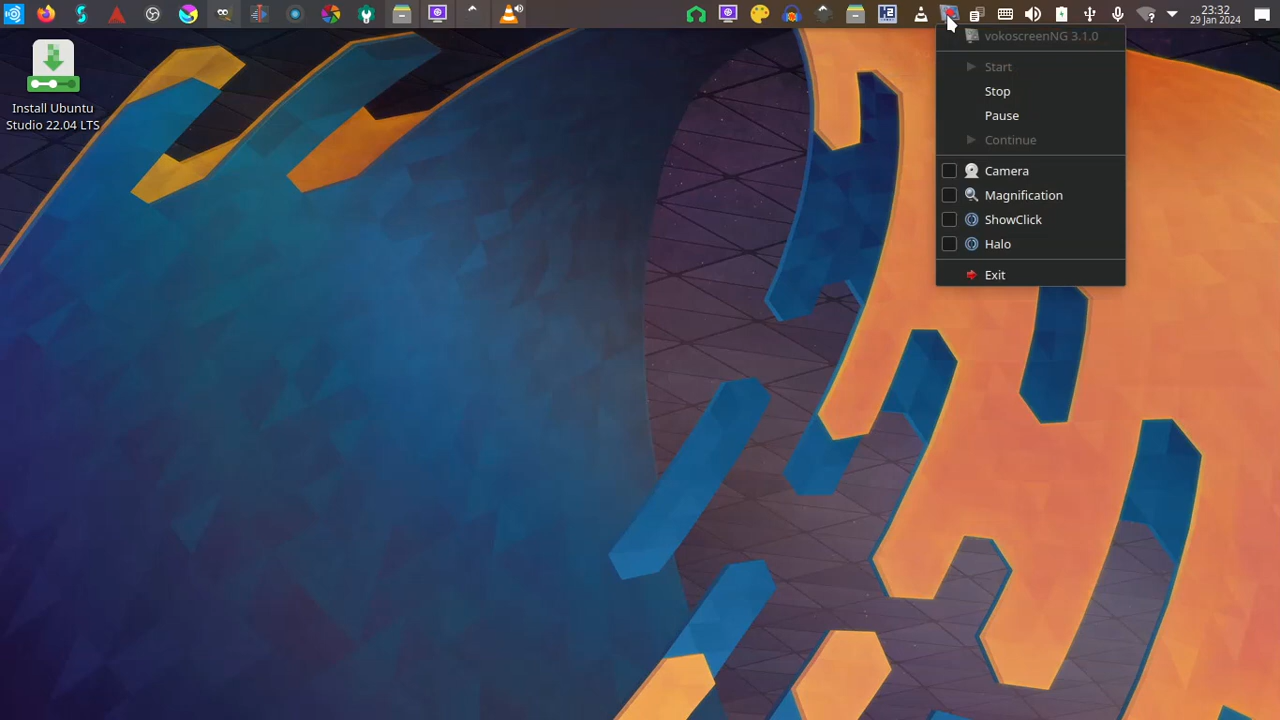 23:32
29 Jan 2024
Install Ubuntu
Studio 22.04 LTS
vokoscreenNG 3.1.0
Start
Stop
Pause
Continue
Camera
Magnification
ShowClick
Halo
Exit